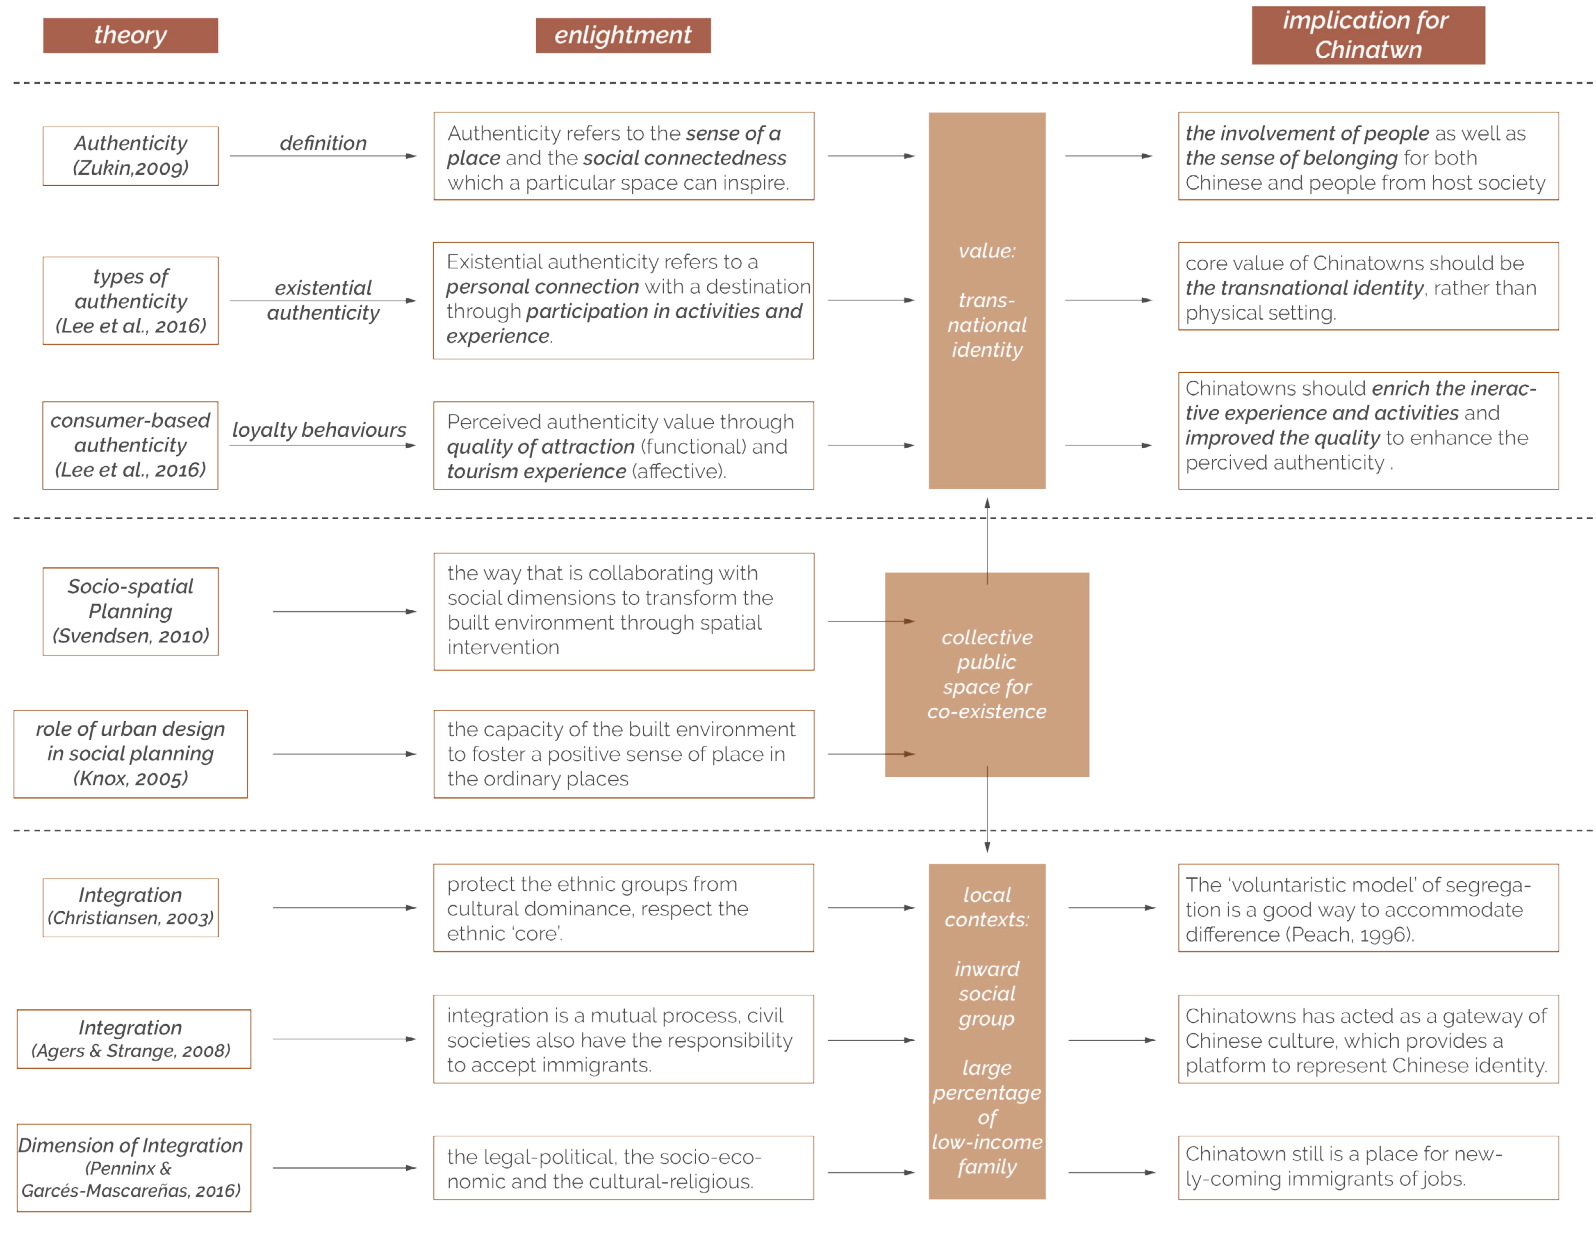 theory
enlightment
implication for
Chinatwn
Authenticity
(Zukin,2009)
definition
Authenticity refers to the sense of a
place and the social connectedness
which a particular space can inspire.
the involvement of people as well as
the sense of belonging for both
Chinese and people from host society
types of
authenticity
(Lee et al., 2016)
existential
authenticity
Existential authenticity refers to a
personal connection with a destination
through participation in activities and
experience.
value:
trans-
national
identity
core value of Chinatowns should be
the transnational identity, rather than
physical setting.
consumer-based
authenticity
(Lee et al., 2016)
loyalty behaviours
Perceived authenticity value through
quality of attraction (functional) and
tourism experience (affective).
Chinatowns should enrich the inerac-
tive experience and activities and
improved the quality to enhance the
percived authenticity .
Socio-spatial
Planning
(Svendsen, 2010)
the way that is collaborating with
social dimensions to transform the
built environment through spatial
intervention
collective
public
space for
co-existence
role of urban design
in social planning
(Knox, 2005)
the capacity of the built environment
to foster a positive sense of place in
the ordinary places
Integration
(Christiansen, 2003)
protect the ethnic groups from
cultural dominance, respect the
ethnic ‘core’.
local
contexts:
inward
social
group
large
percentage
of
low-income
family
The ‘voluntaristic model’ of segrega-
tion is a good way to accommodate
difference (Peach, 1996).
Integration
(Agers & Strange, 2008)
integration is a mutual process, civil
societies also have the responsibility
to accept immigrants.
Chinatowns has acted as a gateway of
Chinese culture, which provides a
platform to represent Chinese identity.
Dimension of Integration
(Penninx &
Garcés-Mascareñas, 2016)
the legal-political, the socio-eco-
nomic and the cultural-religious.
Chinatown still is a place for new-
ly-coming immigrants of jobs.